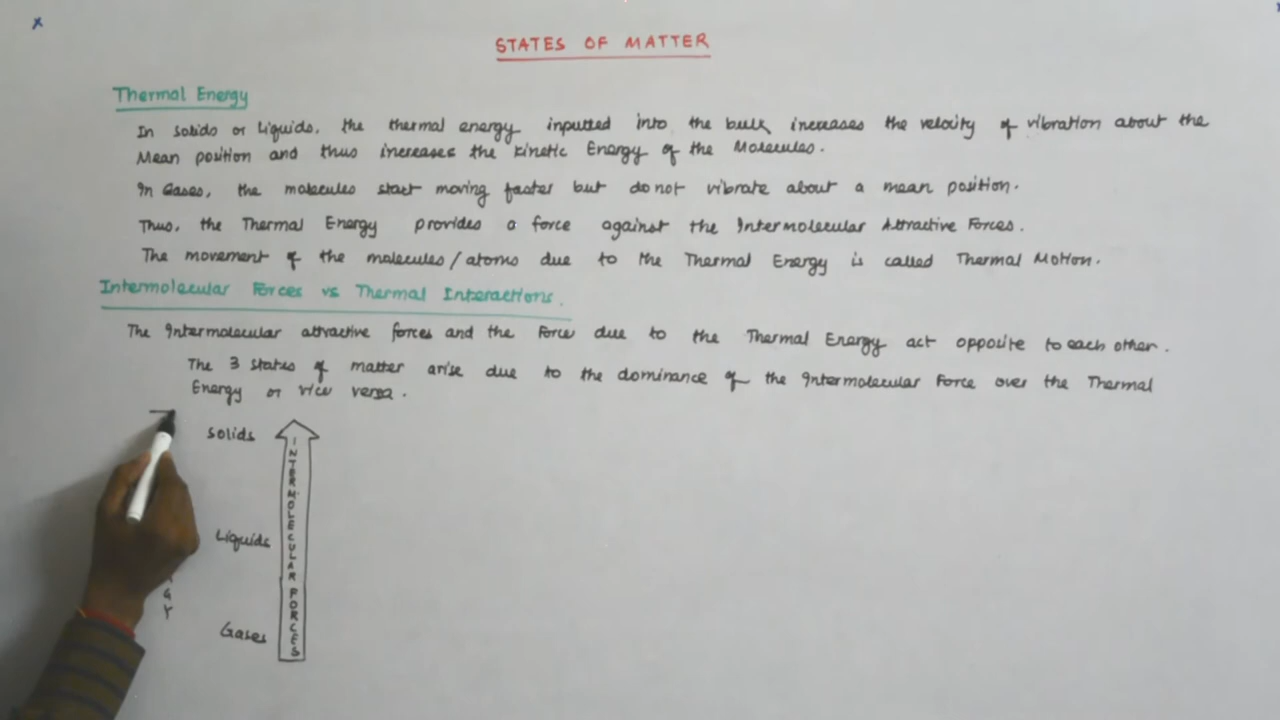 STATES OF MATTER
Thermal Energy
In Solids or Liquids, the thermal energy inputted into the bulk increases the velocity of vibration about the
Mean position and thus increases the kinetic Energy of the Molecules.
In Gases, the molecules start moving faster but do not vibrate about a mean position.
Thus, the Thermal Energy provides a force against the Intermolecular Attractive Forces.
The movement of the molecules/atoms due to the Thermal Energy is called Thermal Motion.
Intermolecular Forces vs Thermal Interactions.
The Intermolecular attractive forces and the Force due to the Thermal Energy act opposite to each other.
The 3 States of matter arise due to the dominance of the Intermolecular Force over the Thermal
Energy or vice versa.
Solids
Liquids
Gases
INTERMOLECULAR FORCES
G
Y